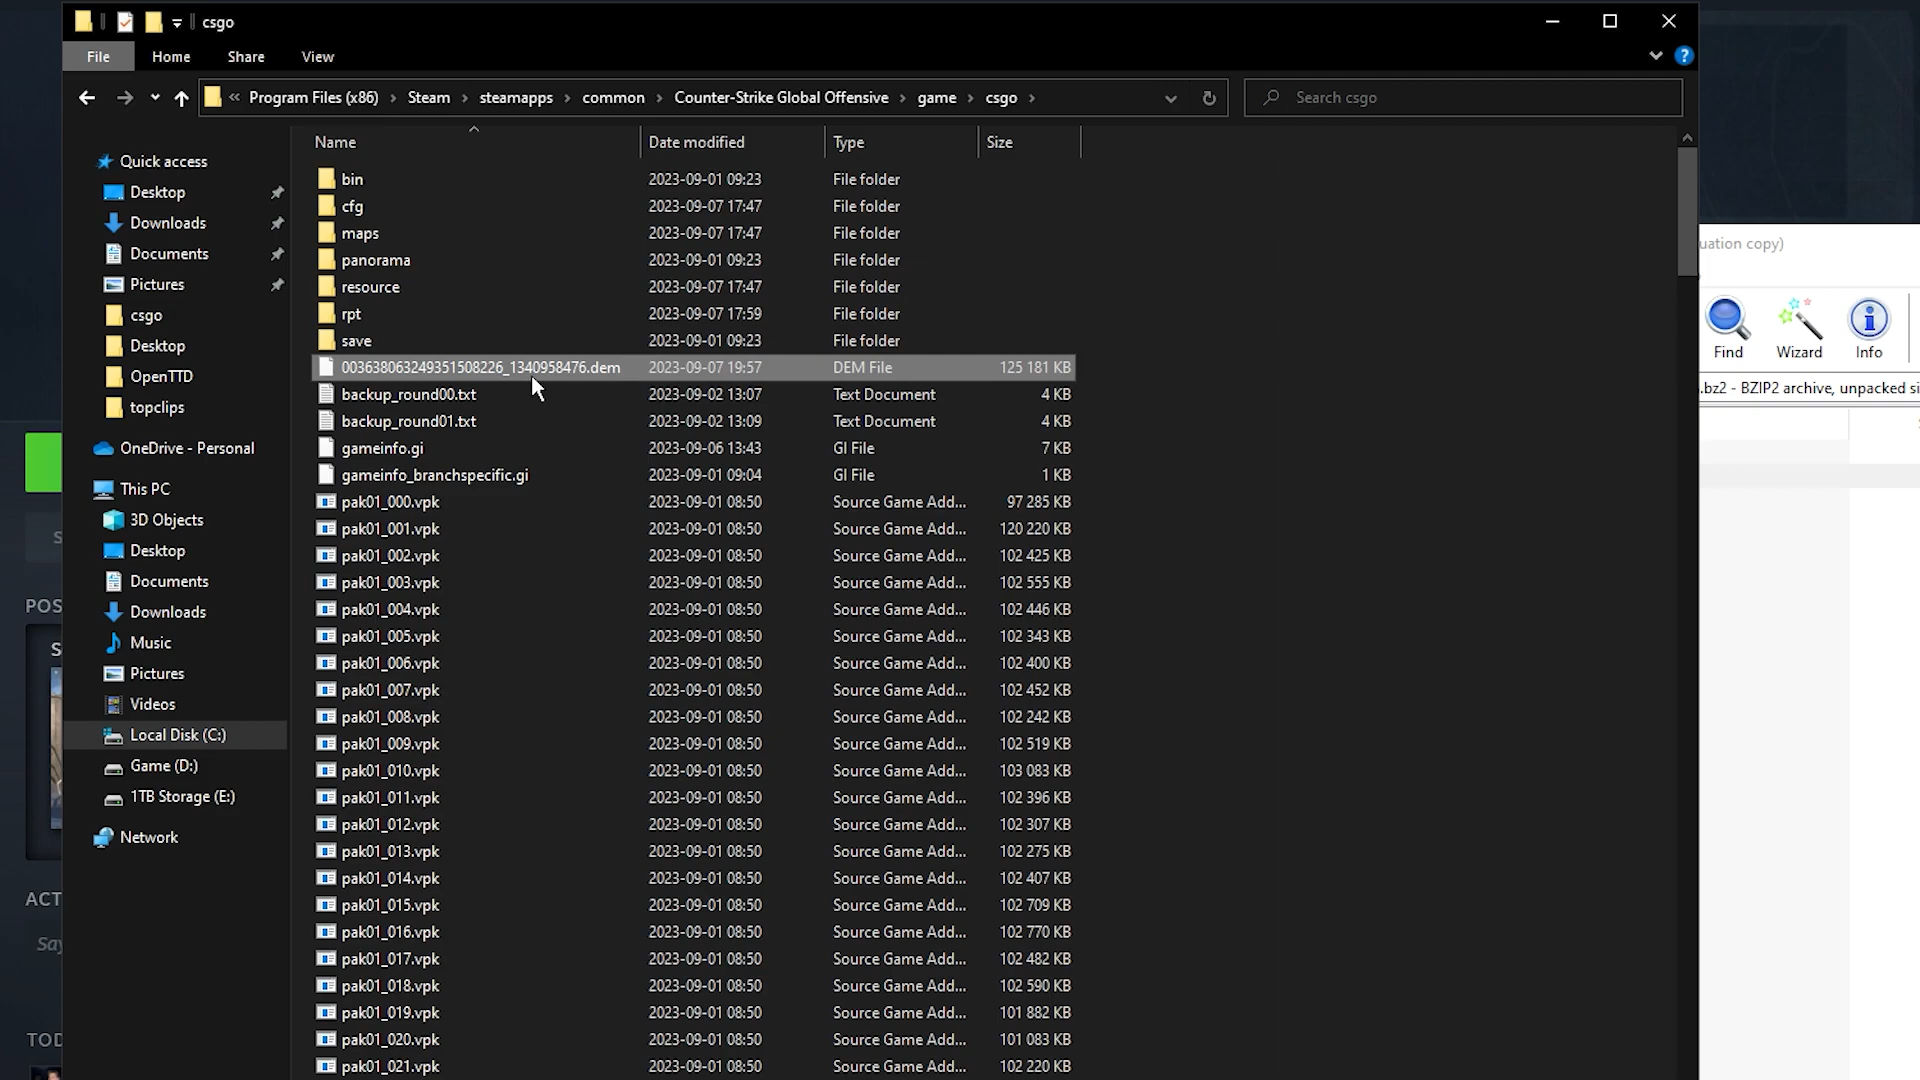 csgo
File Home Share View
« Program Files (x86) › Steam › steamapps › common › Counter-Strike Global Offensive › game › csgo ›
Search csgo
Name Date modified Type Size
Quick access
Desktop
Downloads
Documents
Pictures
csgo
Desktop
OpenTTD
topclips
OneDrive - Personal
This PC
3D Objects
Desktop
Documents
Downloads
Music
Pictures
Videos
Local Disk (C:)
Game (D:)
1TB Storage (E:)
Network
bin 2023-09-01 09:23 File folder
cfg 2023-09-07 17:47 File folder
maps 2023-09-07 17:47 File folder
panorama 2023-09-01 09:23 File folder
resource 2023-09-07 17:47 File folder
rpt 2023-09-07 17:59 File folder
save 2023-09-01 09:23 File folder
003638063249351508226_1340958476.dem 2023-09-07 19:57 DEM File 125 181 KB
backup_round00.txt 2023-09-02 13:07 Text Document 4 KB
backup_round01.txt 2023-09-02 13:09 Text Document 4 KB
gameinfo.gi 2023-09-06 13:43 GI File 7 KB
gameinfo_branchspecific.gi 2023-09-01 09:04 GI File 1 KB
pak01_000.vpk 2023-09-01 08:50 Source Game Add... 97 285 KB
pak01_001.vpk 2023-09-01 08:50 Source Game Add... 120 220 KB
pak01_002.vpk 2023-09-01 08:50 Source Game Add... 102 425 KB
pak01_003.vpk 2023-09-01 08:50 Source Game Add... 102 555 KB
pak01_004.vpk 2023-09-01 08:50 Source Game Add... 102 446 KB
pak01_005.vpk 2023-09-01 08:50 Source Game Add... 102 343 KB
pak01_006.vpk 2023-09-01 08:50 Source Game Add... 102 400 KB
pak01_007.vpk 2023-09-01 08:50 Source Game Add... 102 452 KB
pak01_008.vpk 2023-09-01 08:50 Source Game Add... 102 242 KB
pak01_009.vpk 2023-09-01 08:50 Source Game Add... 102 519 KB
pak01_010.vpk 2023-09-01 08:50 Source Game Add... 103 083 KB
pak01_011.vpk 2023-09-01 08:50 Source Game Add... 102 396 KB
pak01_012.vpk 2023-09-01 08:50 Source Game Add... 102 307 KB
pak01_013.vpk 2023-09-01 08:50 Source Game Add... 102 275 KB
pak01_014.vpk 2023-09-01 08:50 Source Game Add... 102 407 KB
pak01_015.vpk 2023-09-01 08:50 Source Game Add... 102 709 KB
pak01_016.vpk 2023-09-01 08:50 Source Game Add... 102 770 KB
pak01_017.vpk 2023-09-01 08:50 Source Game Add... 102 482 KB
pak01_018.vpk 2023-09-01 08:50 Source Game Add... 102 590 KB
pak01_019.vpk 2023-09-01 08:50 Source Game Add... 101 882 KB
pak01_020.vpk 2023-09-01 08:50 Source Game Add... 101 083 KB
pak01_021.vpk 2023-09-01 08:50 Source Game Add... 102 220 KB
uation copy)
Find Wizard Info
.bz2 - BZIP2 archive, unpacked si
S
POS
S
ACT
Say
TOD